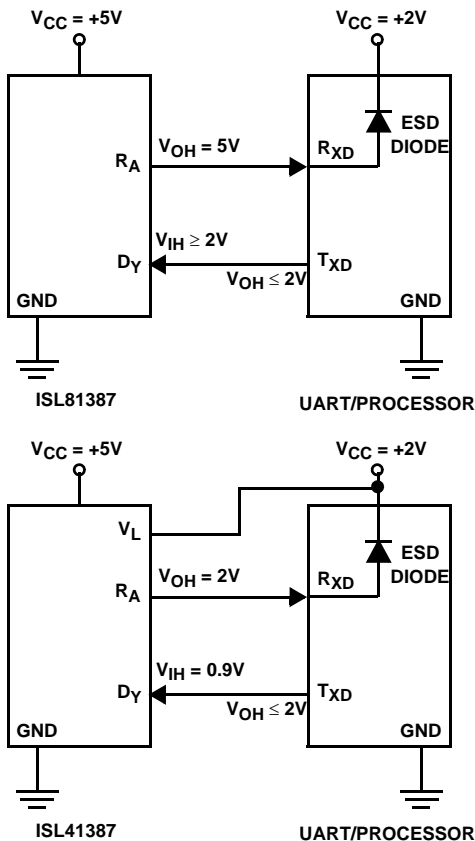 VCC = +5V
VCC = +2V
ESD
DIODE
RA
VOH = 5V
RXD
VIH ≥ 2V
DY
TXD
VOH ≤ 2V
GND
GND
ISL81387
UART/PROCESSOR
VCC = +5V
VCC = +2V
VL
ESD
DIODE
RA
VOH = 2V
RXD
VIH = 0.9V
DY
TXD
VOH ≤ 2V
GND
GND
ISL41387
UART/PROCESSOR